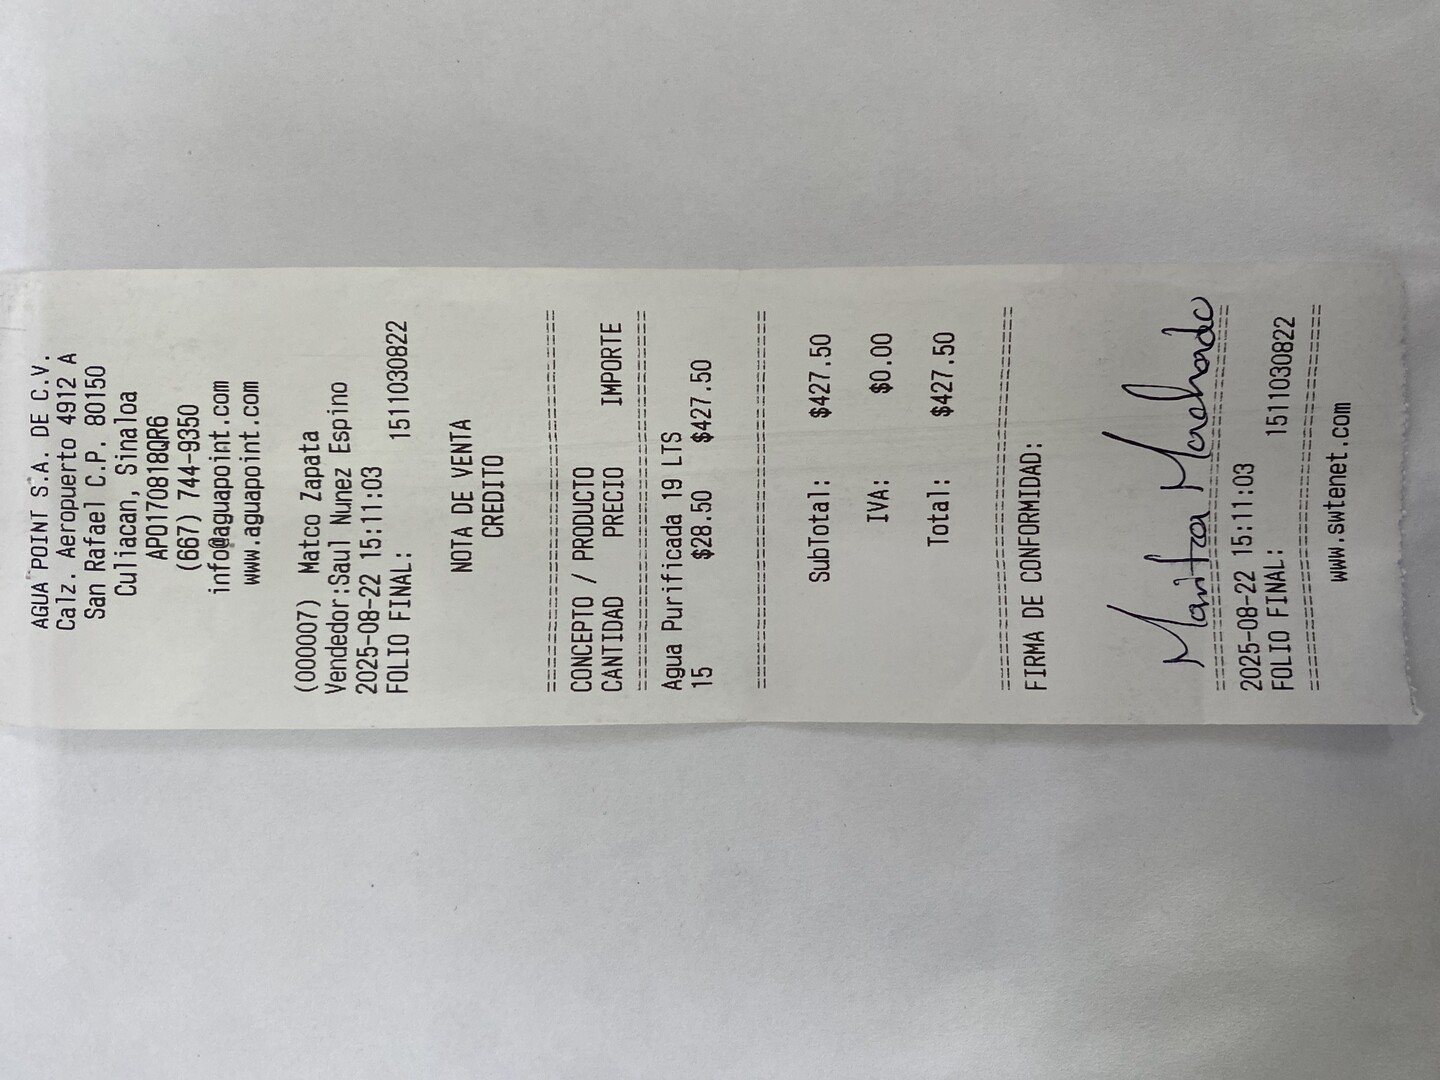 AGUA POINT S.A. DE C.V.
Calz. Aeropuerto 4912 A
San Rafael C.P. 80150
Culiacan, Sinaloa
APO170818QR6
(667) 744-9350
info@aguapoint.com
www.aguapoint.com
(000007) Matco Zapata
Vendedor:Saul Nunez Espino
2025-08-22 15:11:03
FOLIO FINAL: 1511030822
NOTA DE VENTA
CREDITO
==============================
CONCEPTO / PRODUCTO
CANTIDAD PRECIO IMPORTE
==============================
Agua Purificada 19 LTS
15 $28.50 $427.50
==============================
SubTotal: $427.50
IVA: $0.00
Total: $427.50
==============================
FIRMA DE CONFORMIDAD:
Maritza Machado
==============================
2025-08-22 15:11:03
FOLIO FINAL: 1511030822
==============================
www.swtenet.com